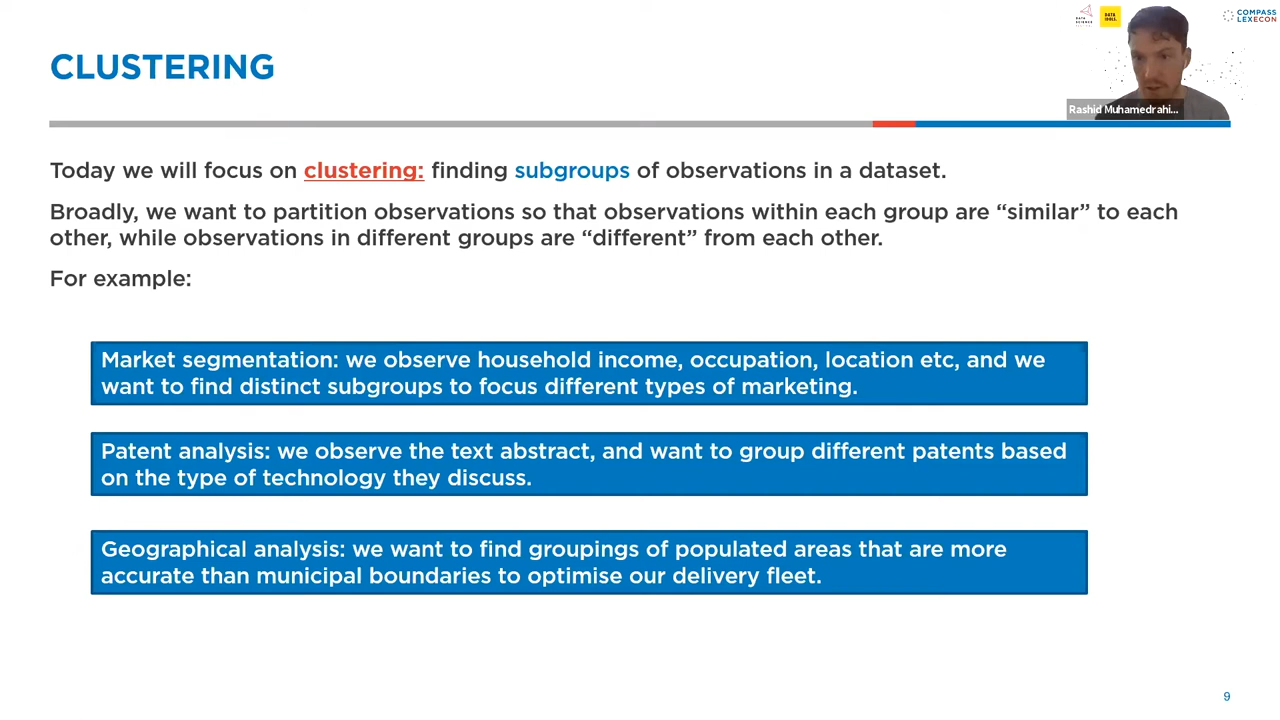 CLUSTERING
DATA SCIENCE
DATA IDOLS
COMPASS
LEXECON
Rashid Muhamedrahi...
Today we will focus on clustering: finding subgroups of observations in a dataset.
Broadly, we want to partition observations so that observations within each group are “similar” to each
other, while observations in different groups are “different” from each other.
For example:
Market segmentation: we observe household income, occupation, location etc, and we
want to find distinct subgroups to focus different types of marketing.
Patent analysis: we observe the text abstract, and want to group different patents based
on the type of technology they discuss.
Geographical analysis: we want to find groupings of populated areas that are more
accurate than municipal boundaries to optimise our delivery fleet.
9